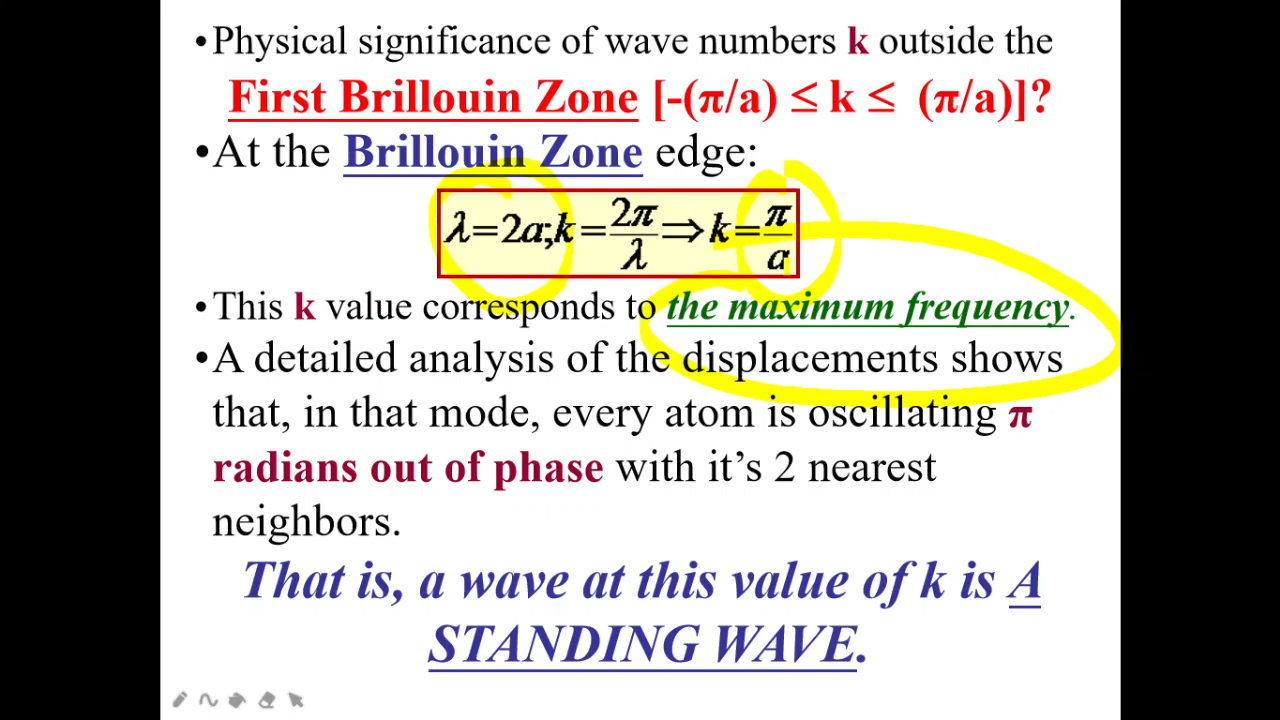 •Physical significance of wave numbers k outside the
First Brillouin Zone [-(π/a) ≤ k ≤ (π/a)]?
•At the Brillouin Zone edge:
λ=2a;k=2π/λ⇒k=π/a
•This k value corresponds to the maximum frequency.
•A detailed analysis of the displacements shows
that, in that mode, every atom is oscillating π
radians out of phase with it's 2 nearest
neighbors.
That is, a wave at this value of k is A
STANDING WAVE.